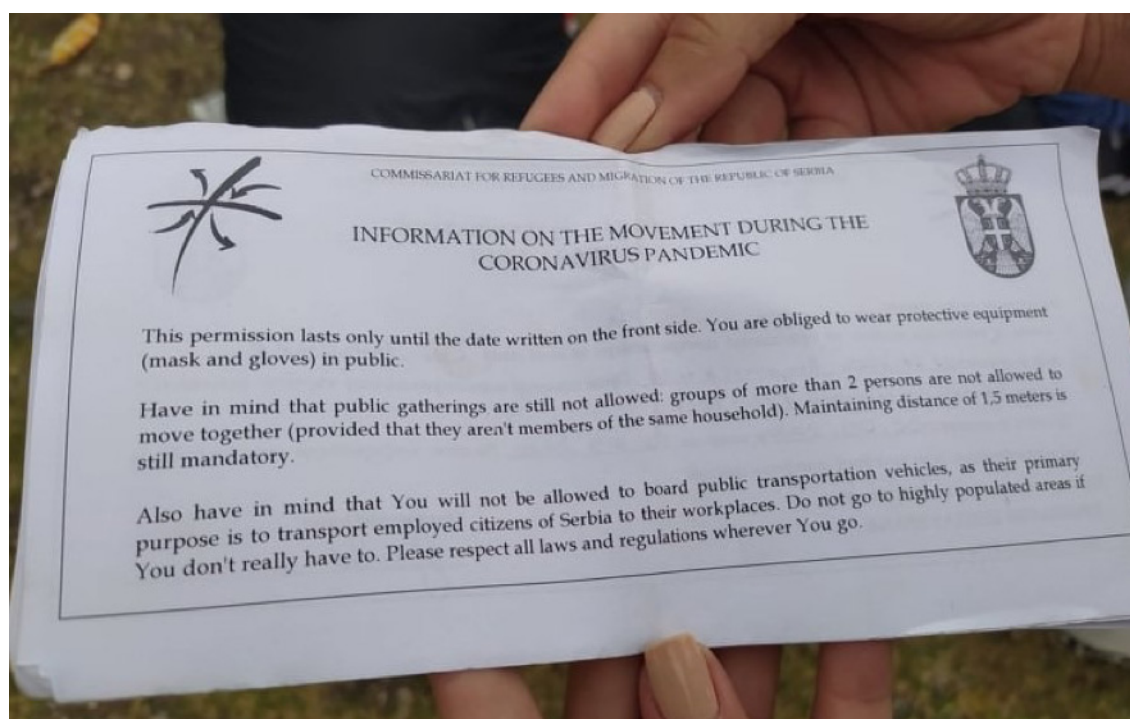 COMMISSARIAT FOR REFUGEES AND MIGRATION OF THE REPUBLIC OF SERBIA
INFORMATION ON THE MOVEMENT DURING THE
CORONAVIRUS PANDEMIC
This permission lasts only until the date written on the front side. You are obliged to wear protective equipment
(mask and gloves) in public.
Have in mind that public gatherings are still not allowed: groups of more than 2 persons are not allowed to
move together (provided that they aren't members of the same household). Maintaining distance of 1,5 meters is
still mandatory.
Also have in mind that You will not be allowed to board public transportation vehicles, as their primary
purpose is to transport employed citizens of Serbia to their workplaces. Do not go to highly populated areas if
You don't really have to. Please respect all laws and regulations wherever You go.